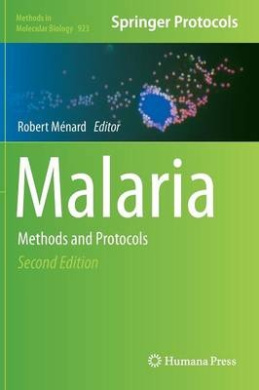 Methods in
Molecular Biology 923
Springer Protocols
Robert Ménard Editor
Malaria
Methods and Protocols
Second Edition
Humana Press